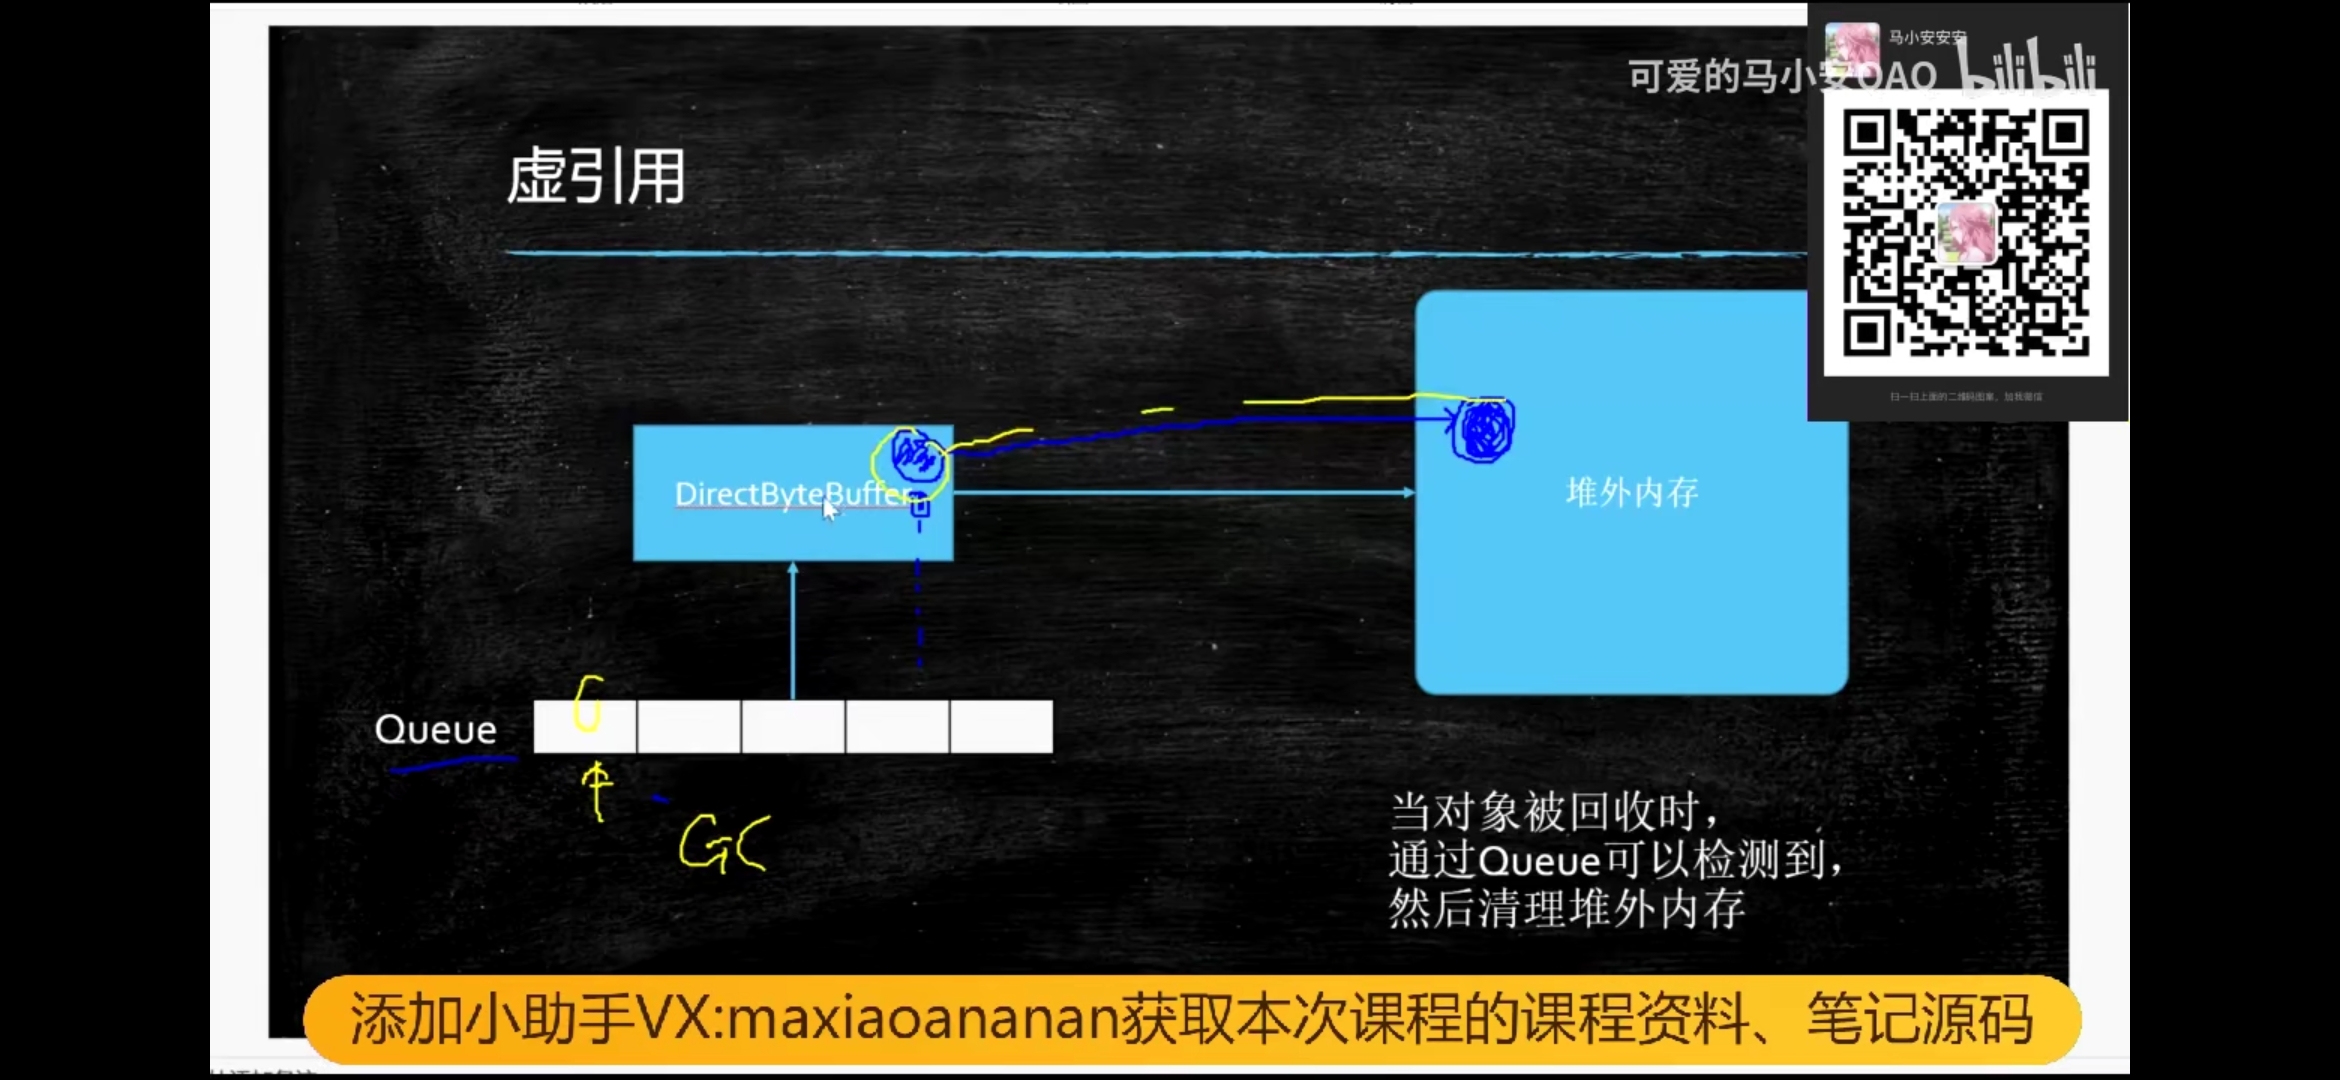 马小安安安
可爱的马小安OAO bilibili
虚引用
扫一扫上面的二维码图案，加我微信
DirectByteBuffer
堆外内存
Queue
GC
当对象被回收时，
通过Queue可以检测到，
然后清理堆外内存
添加小助手VX:maxiaoananan获取本次课程的课程资料、笔记源码